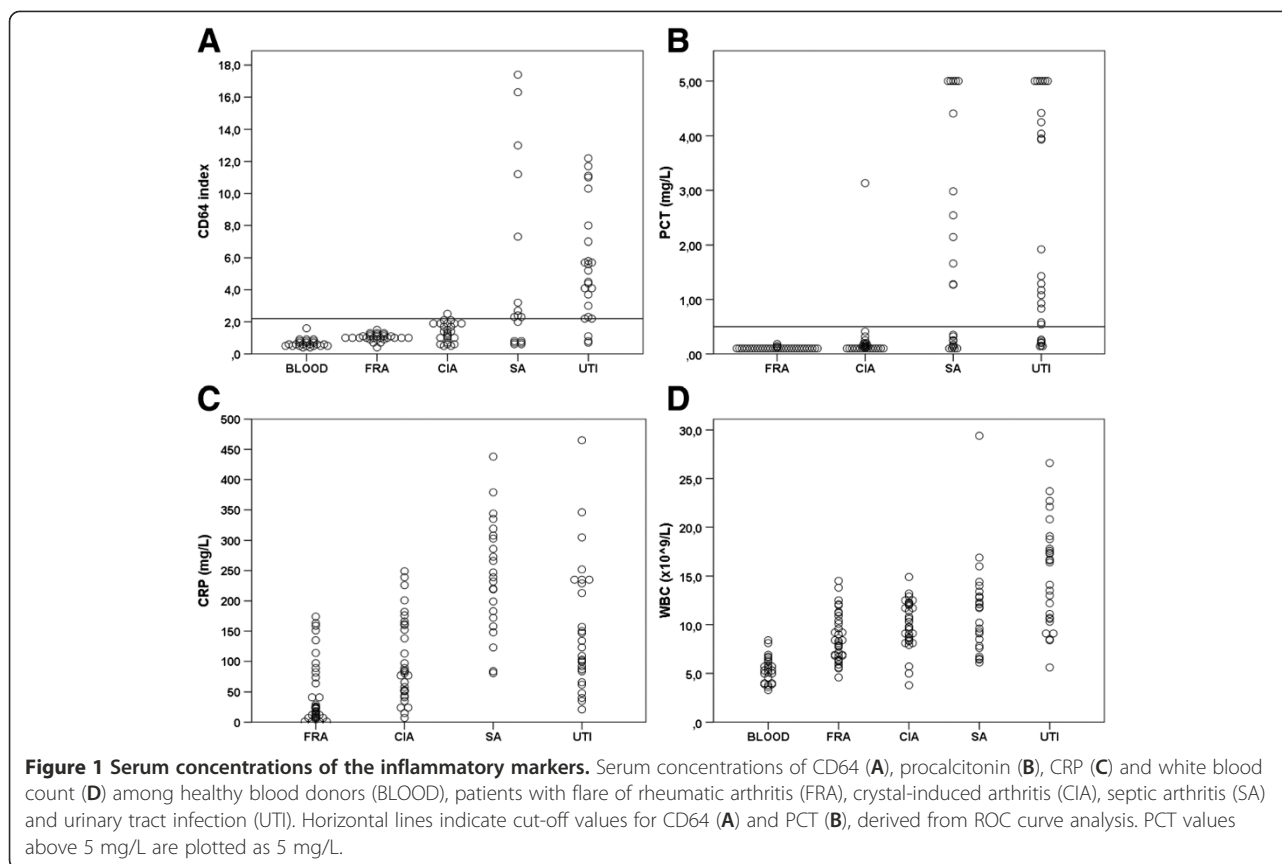 A
CD64 index
18,0
16,0
14,0
12,0
10,0
8,0
6,0
4,0
2,0
,0
BLOOD FRA CIA SA UTI
B
PCT (mg/L)
5,00
4,00
3,00
2,00
1,00
,00
FRA CIA SA UTI
C
CRP (mg/L)
500
450
400
350
300
250
200
150
100
50
0
FRA CIA SA UTI
D
WBC (x10^9/L)
30,0
25,0
20,0
15,0
10,0
5,0
,0
BLOOD FRA CIA SA UTI
Figure 1 Serum concentrations of the inflammatory markers. Serum concentrations of CD64 (A), procalcitonin (B), CRP (C) and white blood
count (D) among healthy blood donors (BLOOD), patients with flare of rheumatic arthritis (FRA), crystal-induced arthritis (CIA), septic arthritis (SA)
and urinary tract infection (UTI). Horizontal lines indicate cut-off values for CD64 (A) and PCT (B), derived from ROC curve analysis. PCT values
above 5 mg/L are plotted as 5 mg/L.